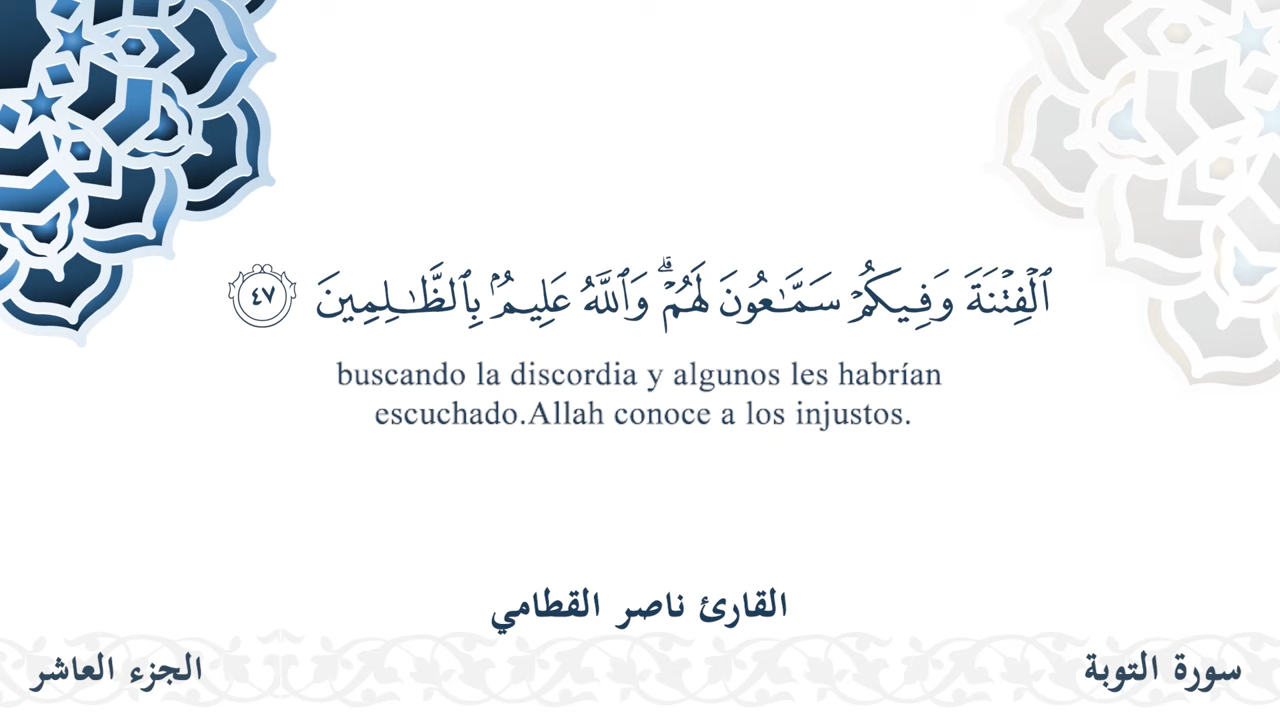 ٱلۡفِتۡنَةَ وَفِيكُمۡ سَمَّـٰعُونَ لَهُمۡۗ وَٱللَّهُ عَلِيمُۢ بِٱلظَّـٰلِمِينَ ٤٧
buscando la discordia y algunos les habrían
escuchado.Allah conoce a los injustos.
القارئ ناصر القطامي
سورة التوبة
الجزء العاشر